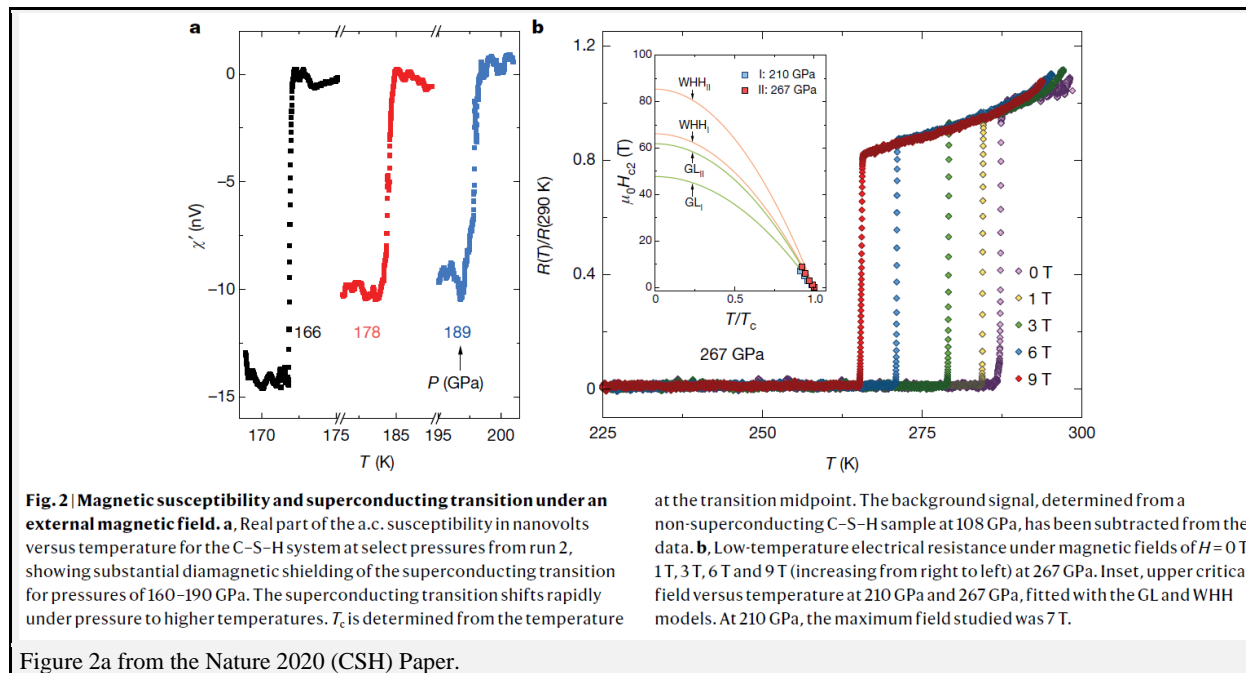 a
b
0
−5
−10
−15
χ′ (nV)
166
178
189
P (GPa)
170
175
185
195
200
T (K)
1.2
0.8
0.4
0
R(T)/R(290 K)
100
80
60
40
20
0
μ0Hc2 (T)
WHHII
WHHI
GLII
GLI
I: 210 GPa
II: 267 GPa
0
0.5
1.0
T/Tc
267 GPa
0 T
1 T
3 T
6 T
9 T
225
250
275
300
T (K)
Fig. 2 | Magnetic susceptibility and superconducting transition under an
external magnetic field. a, Real part of the a.c. susceptibility in nanovolts
versus temperature for the C–S–H system at select pressures from run 2,
showing substantial diamagnetic shielding of the superconducting transition
for pressures of 160–190 GPa. The superconducting transition shifts rapidly
under pressure to higher temperatures. Tc is determined from the temperature
at the transition midpoint. The background signal, determined from a
non-superconducting C–S–H sample at 108 GPa, has been subtracted from the
data. b, Low-temperature electrical resistance under magnetic fields of H = 0 T
1 T, 3 T, 6 T and 9 T (increasing from right to left) at 267 GPa. Inset, upper critica
field versus temperature at 210 GPa and 267 GPa, fitted with the GL and WHH
models. At 210 GPa, the maximum field studied was 7 T.
Figure 2a from the Nature 2020 (CSH) Paper.